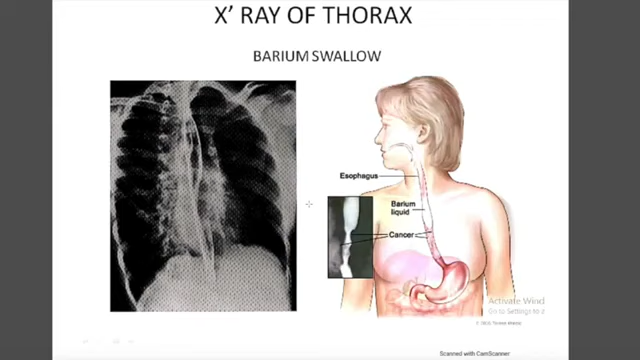 X’ RAY OF THORAX
BARIUM SWALLOW
Esophagus
Barium
liquid
Cancer
Activate Wind
Go to Settings to a
Scanned with CamScanner